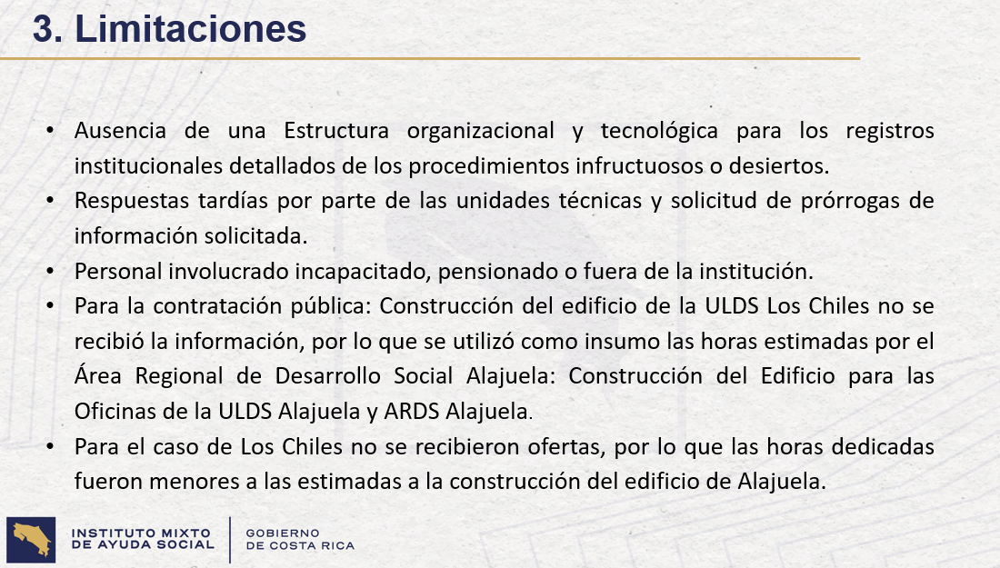 3. Limitaciones
• Ausencia de una Estructura organizacional y tecnológica para los registros
institucionales detallados de los procedimientos infructuosos o desiertos.
• Respuestas tardías por parte de las unidades técnicas y solicitud de prórrogas de
información solicitada.
• Personal involucrado incapacitado, pensionado o fuera de la institución.
• Para la contratación pública: Construcción del edificio de la ULDS Los Chiles no se
recibió la información, por lo que se utilizó como insumo las horas estimadas por el
Área Regional de Desarrollo Social Alajuela: Construcción del Edificio para las
Oficinas de la ULDS Alajuela y ARDS Alajuela.
• Para el caso de Los Chiles no se recibieron ofertas, por lo que las horas dedicadas
fueron menores a las estimadas a la construcción del edificio de Alajuela.
INSTITUTO MIXTO
DE AYUDA SOCIAL
GOBIERNO
DE COSTA RICA